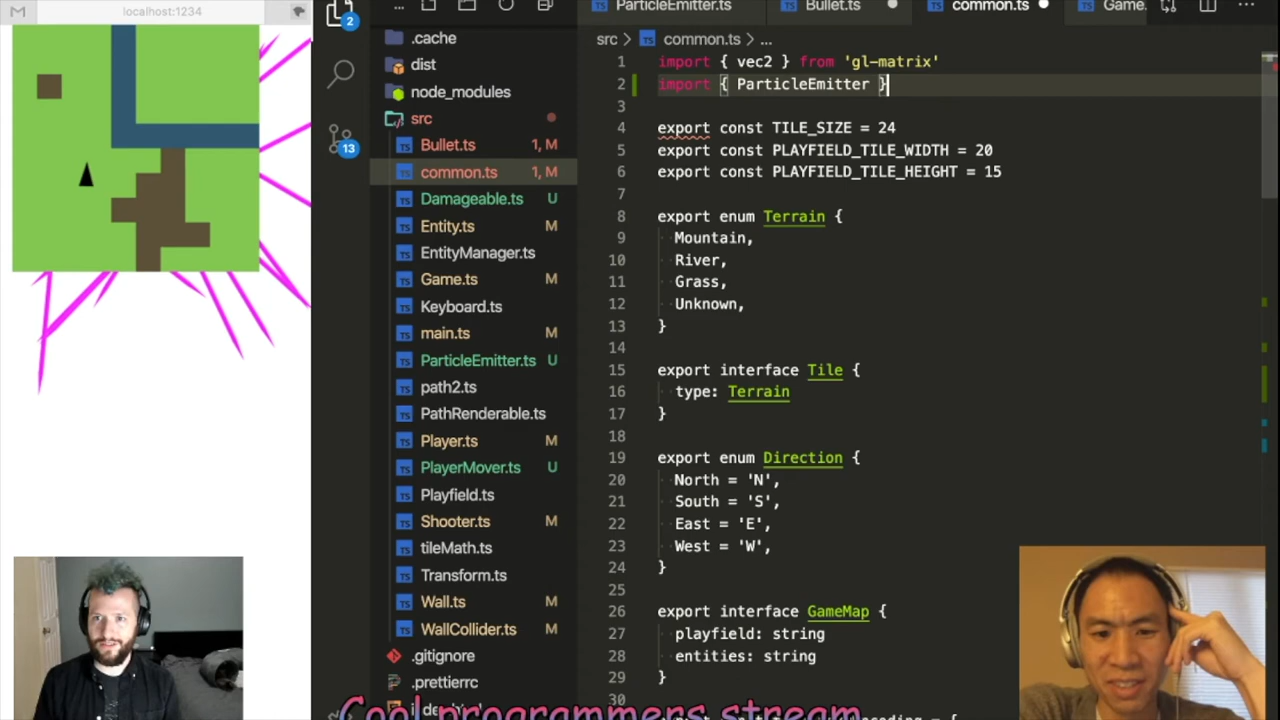 localhost:1234
...
ParticleEmitter.ts
Bullet.ts
common.ts
Game.
...
2
13
.cache
dist
node_modules
src
Bullet.ts 1, M
common.ts 1, M
Damageable.ts U
Entity.ts M
EntityManager.ts
Game.ts M
Keyboard.ts
main.ts M
ParticleEmitter.ts U
path2.ts
PathRenderable.ts
Player.ts M
PlayerMover.ts U
Playfield.ts
Shooter.ts M
tileMath.ts
Transform.ts
Wall.ts M
WallCollider.ts M
.gitignore
.prettierrc
src > common.ts > ...
1 import { vec2 } from 'gl-matrix'
2 import { ParticleEmitter }
3
4 export const TILE_SIZE = 24
5 export const PLAYFIELD_TILE_WIDTH = 20
6 export const PLAYFIELD_TILE_HEIGHT = 15
7
8 export enum Terrain {
9 Mountain,
10 River,
11 Grass,
12 Unknown,
13 }
14
15 export interface Tile {
16 type: Terrain
17 }
18
19 export enum Direction {
20 North = 'N',
21 South = 'S',
22 East = 'E',
23 West = 'W',
24 }
25
26 export interface GameMap {
27 playfield: string
28 entities: string
29 }
30
Cool programmers stream